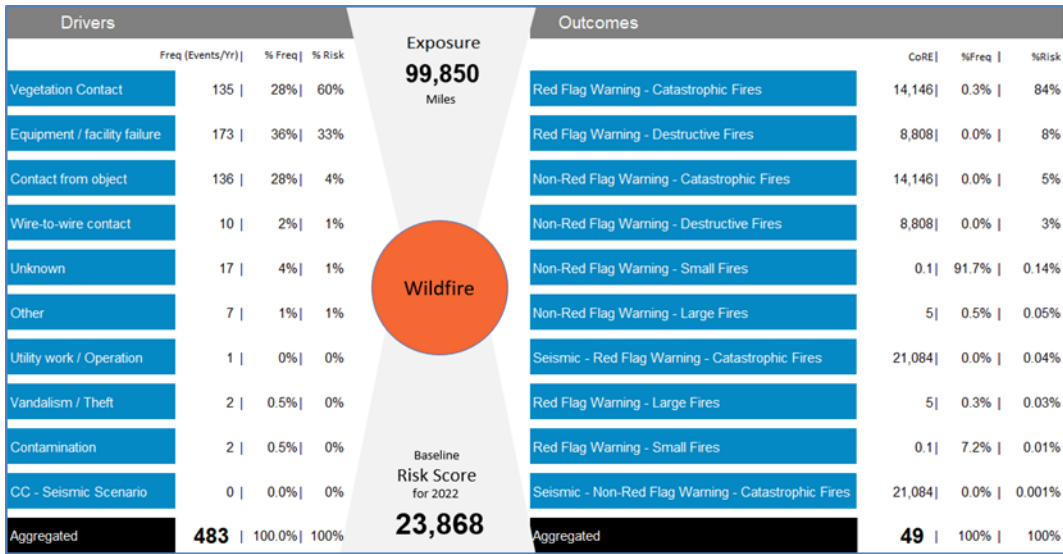 Drivers
Freq (Events/Yr)| % Freq| % Risk
Vegetation Contact 135 | 28%| 60%
Equipment / facility failure 173 | 36%| 33%
Contact from object 136 | 28%| 4%
Wire-to-wire contact 10 | 2%| 1%
Unknown 17 | 4%| 1%
Other 7 | 1%| 1%
Utility work / Operation 1 | 0%| 0%
Vandalism / Theft 2 | 0.5%| 0%
Contamination 2 | 0.5%| 0%
CC - Seismic Scenario 0 | 0.0%| 0%
Aggregated 483 | 100.0%| 100%
Exposure
99,850
Miles
Wildfire
Baseline
Risk Score
for 2022
23,868
Outcomes
CoRE| %Freq | %Risk
Red Flag Warning - Catastrophic Fires 14,146| 0.3% | 84%
Red Flag Warning - Destructive Fires 8,808| 0.0% | 8%
Non-Red Flag Warning - Catastrophic Fires 14,146| 0.0% | 5%
Non-Red Flag Warning - Destructive Fires 8,808| 0.0% | 3%
Non-Red Flag Warning - Small Fires 0.1| 91.7% | 0.14%
Non-Red Flag Warning - Large Fires 5| 0.5% | 0.05%
Seismic - Red Flag Warning - Catastrophic Fires 21,084| 0.0% | 0.04%
Red Flag Warning - Large Fires 5| 0.3% | 0.03%
Red Flag Warning - Small Fires 0.1| 7.2% | 0.01%
Seismic - Non-Red Flag Warning - Catastrophic Fires 21,084| 0.0% | 0.001%
Aggregated 49 | 100% | 100%